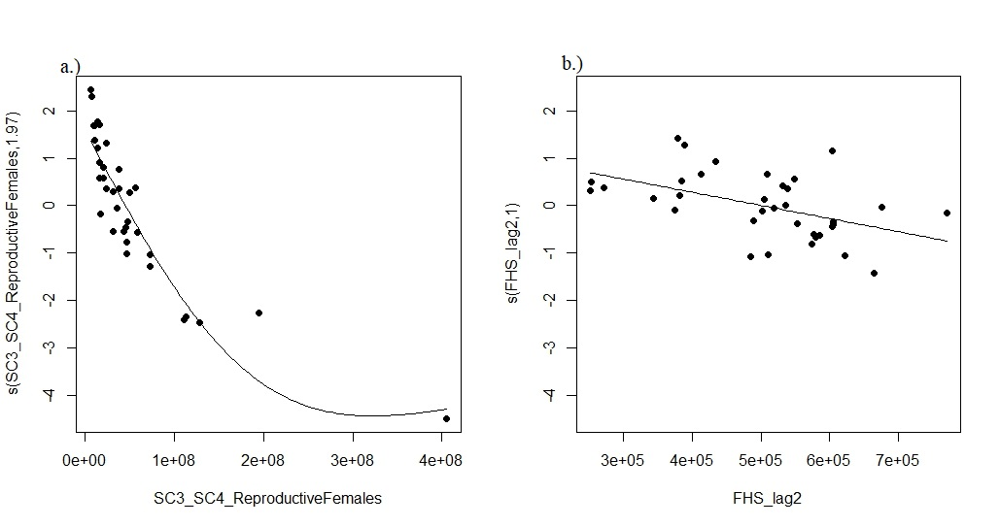 a.)
s(SC3_SC4_ReproductiveFemales,1.97)
2
1
0
-1
-2
-3
-4
0e+00 1e+08 2e+08 3e+08 4e+08
SC3_SC4_ReproductiveFemales
b.)
s(FHS_lag2,1)
2
1
0
-1
-2
-3
-4
3e+05 4e+05 5e+05 6e+05 7e+05
FHS_lag2